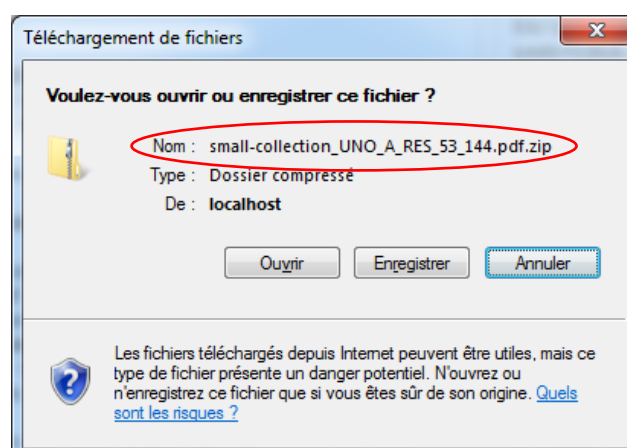 Téléchargement de fichiers
Voulez-vous ouvrir ou enregistrer ce fichier ?
Nom : small-collection_UNO_A_RES_53_144.pdf.zip
Type : Dossier compressé
De : localhost
Ouvrir Enregistrer Annuler
Les fichiers téléchargés depuis Internet peuvent être utiles, mais ce
type de fichier présente un danger potentiel. N'ouvrez ou
n'enregistrez ce fichier que si vous êtes sûr de son origine. Quels
sont les risques ?